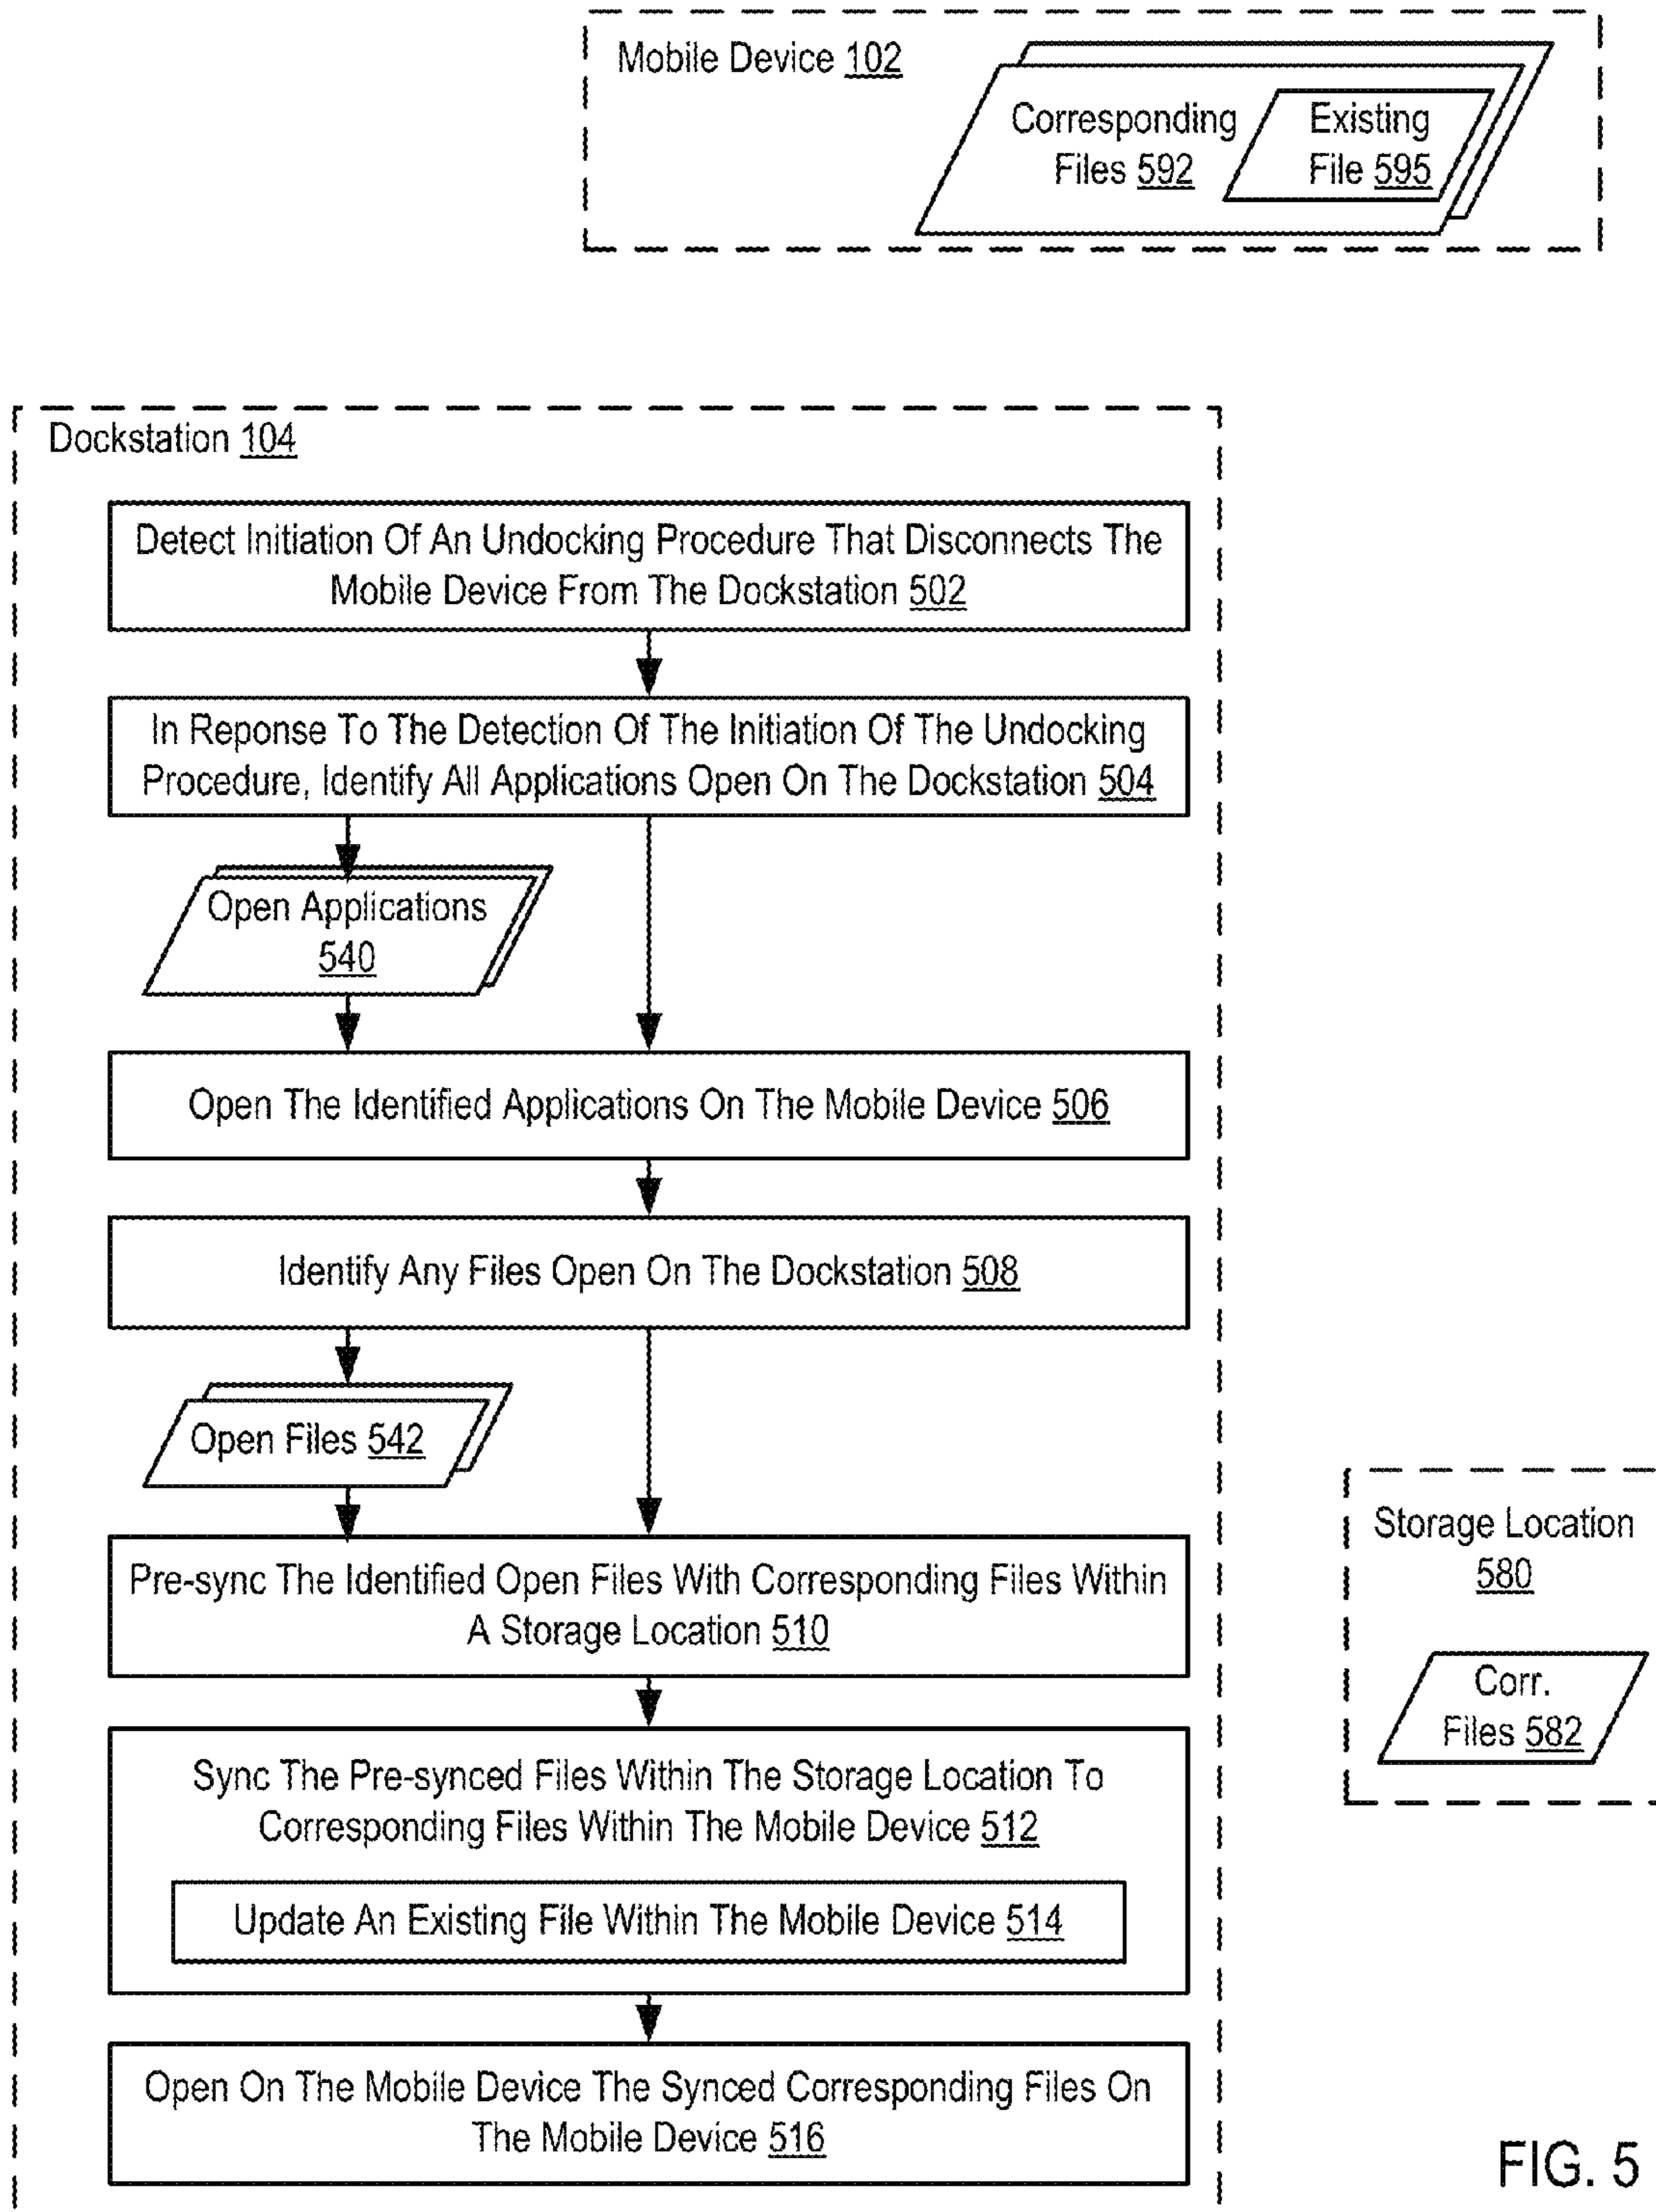 Mobile Device 102
Corresponding
Files 592
Existing
File 595
Dockstation 104
Detect Initiation Of An Undocking Procedure That Disconnects The
Mobile Device From The Dockstation 502
In Reponse To The Detection Of The Initiation Of The Undocking
Procedure, Identify All Applications Open On The Dockstation 504
Open Applications
540
Open The Identified Applications On The Mobile Device 506
Identify Any Files Open On The Dockstation 508
Open Files 542
Pre-sync The Identified Open Files With Corresponding Files Within
A Storage Location 510
Storage Location
580
Corr.
Files 582
Sync The Pre-synced Files Within The Storage Location To
Corresponding Files Within The Mobile Device 512
Update An Existing File Within The Mobile Device 514
Open On The Mobile Device The Synced Corresponding Files On
The Mobile Device 516
FIG. 5